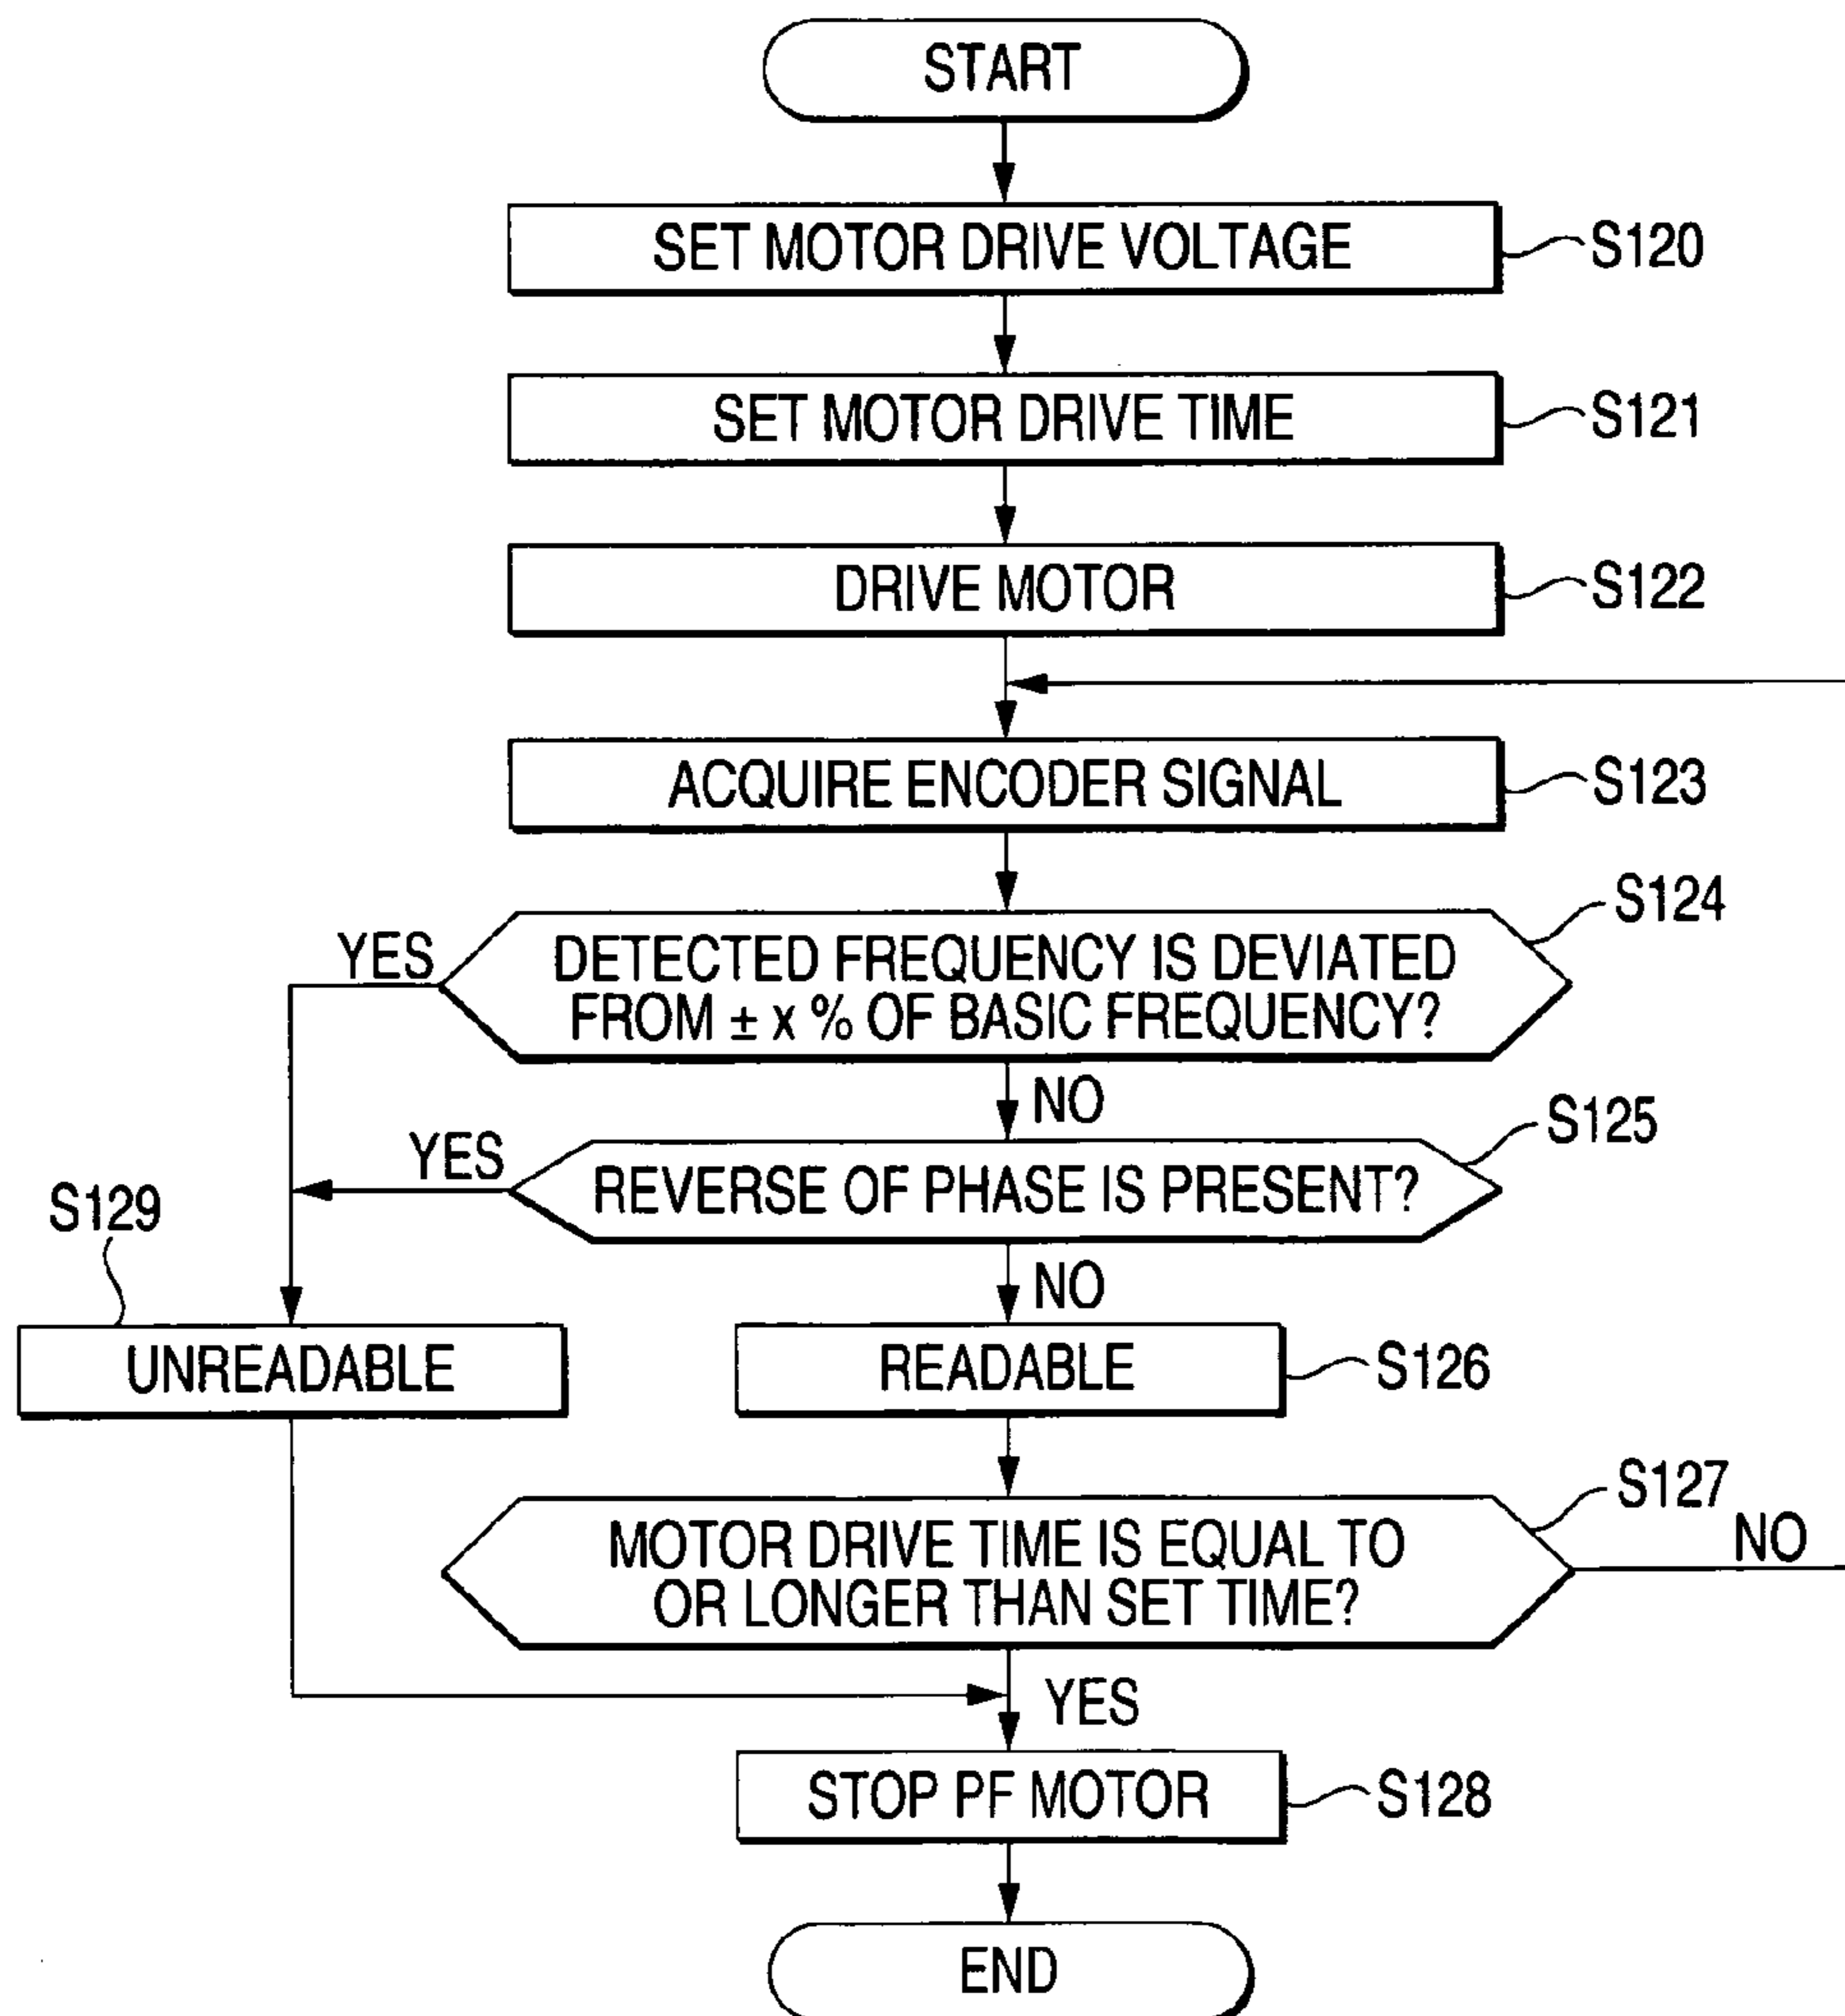 START
SET MOTOR DRIVE VOLTAGE
S120
SET MOTOR DRIVE TIME
S121
DRIVE MOTOR
S122
ACQUIRE ENCODER SIGNAL
S123
S124
YES
DETECTED FREQUENCY IS DEVIATED
FROM ± x % OF BASIC FREQUENCY?
NO
S125
YES
REVERSE OF PHASE IS PRESENT?
S129
NO
UNREADABLE
READABLE
S126
S127
MOTOR DRIVE TIME IS EQUAL TO
OR LONGER THAN SET TIME?
NO
YES
STOP PF MOTOR
S128
END